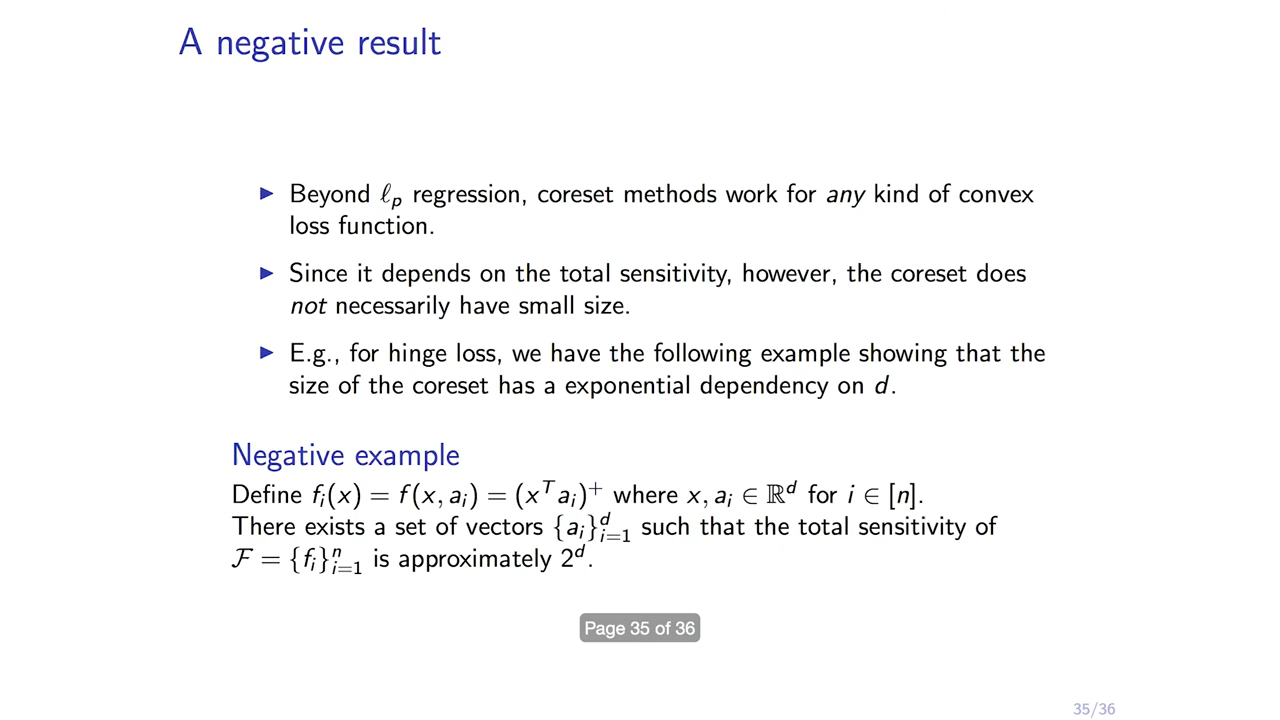 A negative result
▶ Beyond ℓ_p regression, coreset methods work for any kind of convex
loss function.
▶ Since it depends on the total sensitivity, however, the coreset does
not necessarily have small size.
▶ E.g., for hinge loss, we have the following example showing that the
size of the coreset has a exponential dependency on d.
Negative example
Define f_i(x) = f(x, a_i) = (x^T a_i)^+ where x, a_i ∈ ℝ^d for i ∈ [n].
There exists a set of vectors {a_i}_{i=1}^d such that the total sensitivity of
ℱ = {f_i}_{i=1}^n is approximately 2^d.
Page 35 of 36
35/36